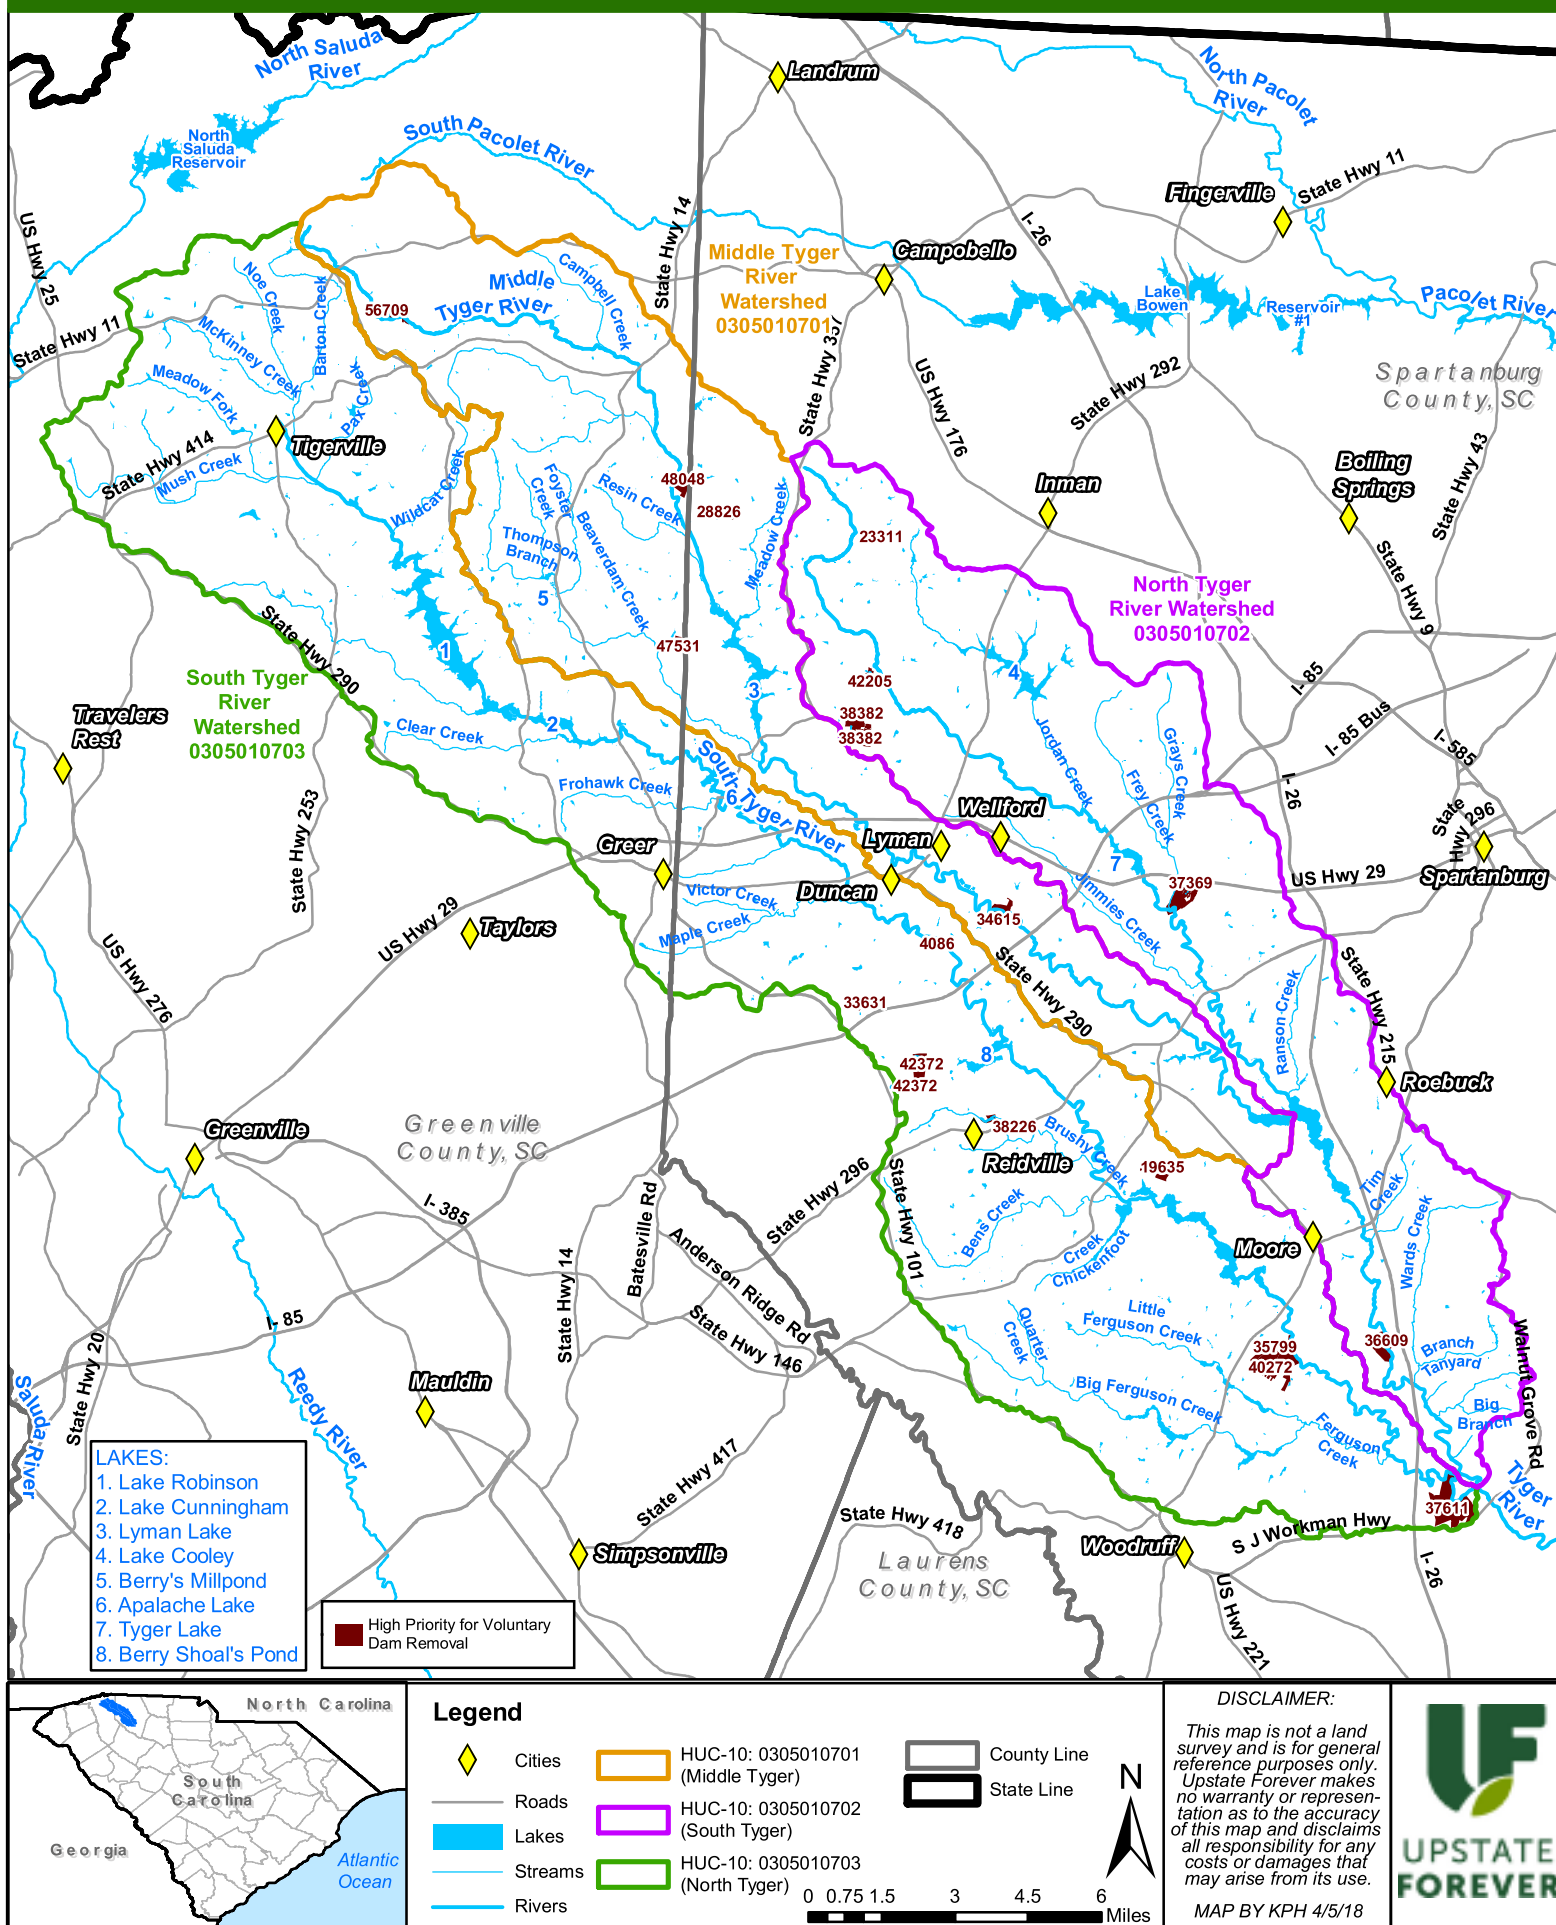 North Saluda
River
Landrum
North Pacolet
River
South Pacolet River
North
Saluda
Reservoir
State Hwy 11
Fingerville
US Hwy 25
State Hwy 14
I- 26
Middle Tyger
River
Watershed
0305010701
Campobello
Noe Creek
Barton Creek
Middle
Tyger River
Campbell Creek
56709
Lake
Bowen
Reservoir
#1
Pacolet River
State Hwy 11
McKinney Creek
State Hwy 357
US Hwy 176
State Hwy 292
Spartanburg
County, SC
Meadow Fork
Pax Creek
Tigerville
State Hwy 414
Mush Creek
Wildcat Creek
Foyster
Creek
Resin Creek
48048
28826
Meadow Creek
23311
Inman
Boiling
Springs
State Hwy 43
Thompson
Branch
Beaverdam Creek
5
State Hwy 9
North Tyger
River Watershed
0305010702
State Hwy 290
1
47531
South Tyger
River
Watershed
0305010703
3
42205
4
I- 85
Travelers
Rest
Clear Creek
2
38382
38382
Jordan Creek
Grays Creek
I- 85 Bus
I- 585
South Tyger River
6
Frohawk Creek
Frey Creek
I- 26
State Hwy 253
Wellford
State
Hwy 296
Greer
Lyman
7
Duncan
37369
US Hwy 29
Spartanburg
Victor Creek
Jimmies Creek
Maple Creek
34615
4086
US Hwy 29
Taylors
US Hwy 276
State Hwy 290
33631
Ranson Creek
State Hwy 215
8
42372
42372
Roebuck
Greenville
Greenville
County, SC
38226
Reidville
Brushy Creek
19635
State Hwy 296
State Hwy 101
Bens Creek
Tim
Creek
I- 385
Batesville Rd
Creek
Chickenfoot
Moore
Wards Creek
Anderson Ridge Rd
State Hwy 14
State Hwy 146
Quarter
Creek
Little
Ferguson Creek
I- 85
35799
40272
36609
Branch
Tanyard
Walnut Grove Rd
State Hwy 20
Saluda River
Reedy River
Mauldin
Big Ferguson Creek
Ferguson
Creek
Big
Branch
State Hwy 417
Tyger
River
37611
State Hwy 418
S J Workman Hwy
Simpsonville
Laurens
County, SC
Woodruff
I- 26
US Hwy 221
LAKES:
1. Lake Robinson
2. Lake Cunningham
3. Lyman Lake
4. Lake Cooley
5. Berry's Millpond
6. Apalache Lake
7. Tyger Lake
8. Berry Shoal's Pond
High Priority for Voluntary
Dam Removal
North Carolina
South
Carolina
Georgia
Atlantic
Ocean
Legend
Cities
Roads
Lakes
Streams
Rivers
HUC-10: 0305010701
(Middle Tyger)
HUC-10: 0305010702
(South Tyger)
HUC-10: 0305010703
(North Tyger)
County Line
State Line
N
0 0.75 1.5 3 4.5 6
Miles
DISCLAIMER:
This map is not a land
survey and is for general
reference purposes only.
Upstate Forever makes
no warranty or represen-
tation as to the accuracy
of this map and disclaims
all responsibility for any
costs or damages that
may arise from its use.
MAP BY KPH 4/5/18
UF
UPSTATE
FOREVER